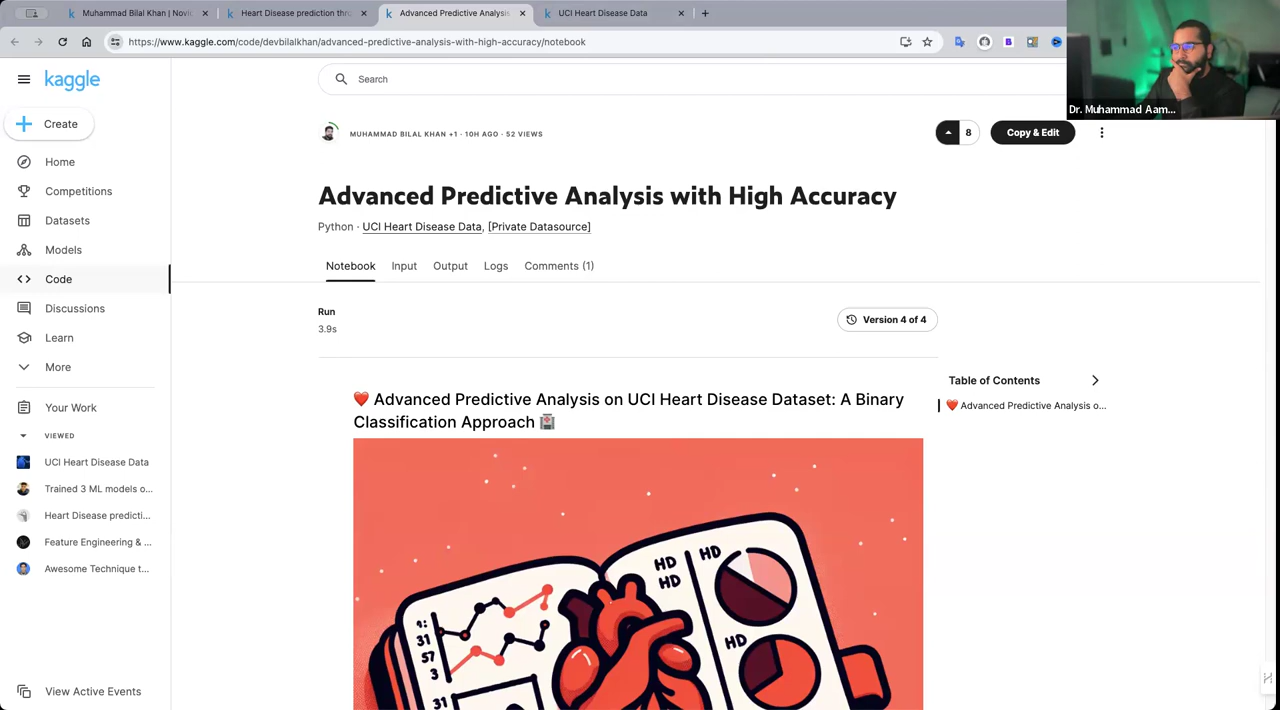 Muhammad Bilal Khan | Novic
Heart Disease prediction thro
Advanced Predictive Analysis
UCI Heart Disease Data
https://www.kaggle.com/code/devbilalkhan/advanced-predictive-analysis-with-high-accuracy/notebook
Dr. Muhammad Aam...
kaggle
Search
Create
Home
Competitions
Datasets
Models
Code
Discussions
Learn
More
Your Work
VIEWED
UCI Heart Disease Data
Trained 3 ML models o...
Heart Disease predicti...
Feature Engineering & ...
Awesome Technique t...
View Active Events
MUHAMMAD BILAL KHAN +1 · 10H AGO · 52 VIEWS
8
Copy & Edit
Advanced Predictive Analysis with High Accuracy
Python · UCI Heart Disease Data, [Private Datasource]
Notebook Input Output Logs Comments (1)
Run
3.9s
Version 4 of 4
Table of Contents
❤️ Advanced Predictive Analysis o...
❤️ Advanced Predictive Analysis on UCI Heart Disease Dataset: A Binary
Classification Approach 🏥
HD
HD
HD
HD
31
57
3
31